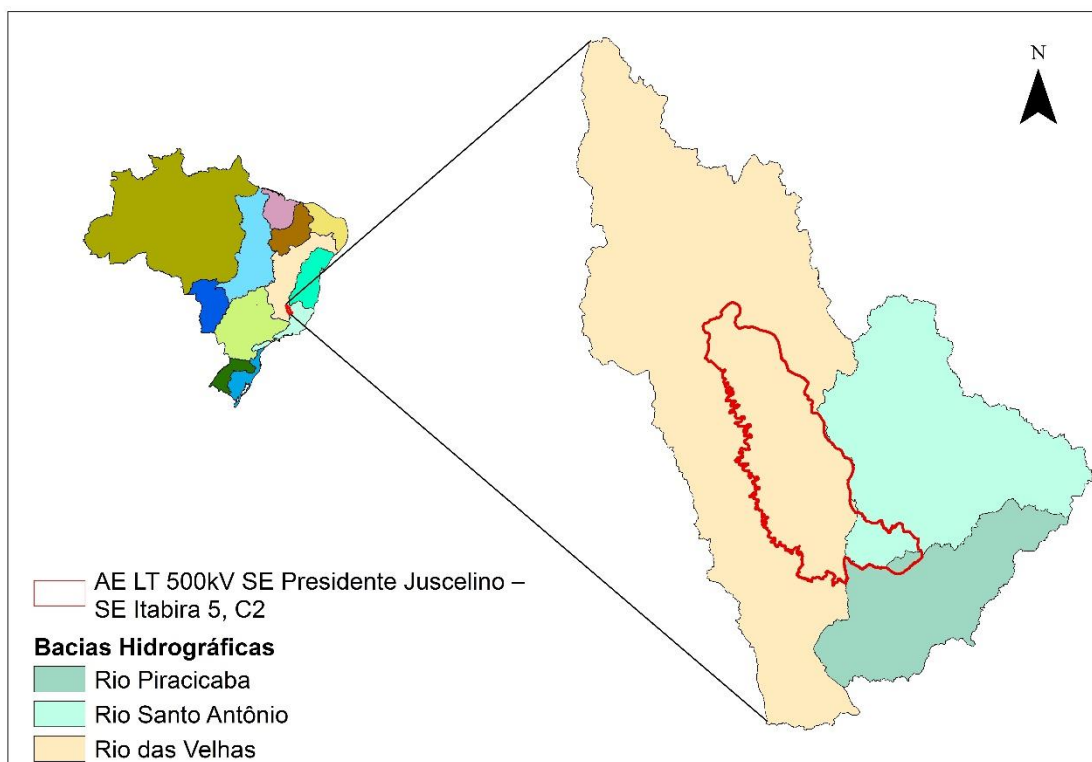 N
AE LT 500kV SE Presidente Juscelino –
SE Itabira 5, C2
Bacias Hidrográficas
Rio Piracicaba
Rio Santo Antônio
Rio das Velhas